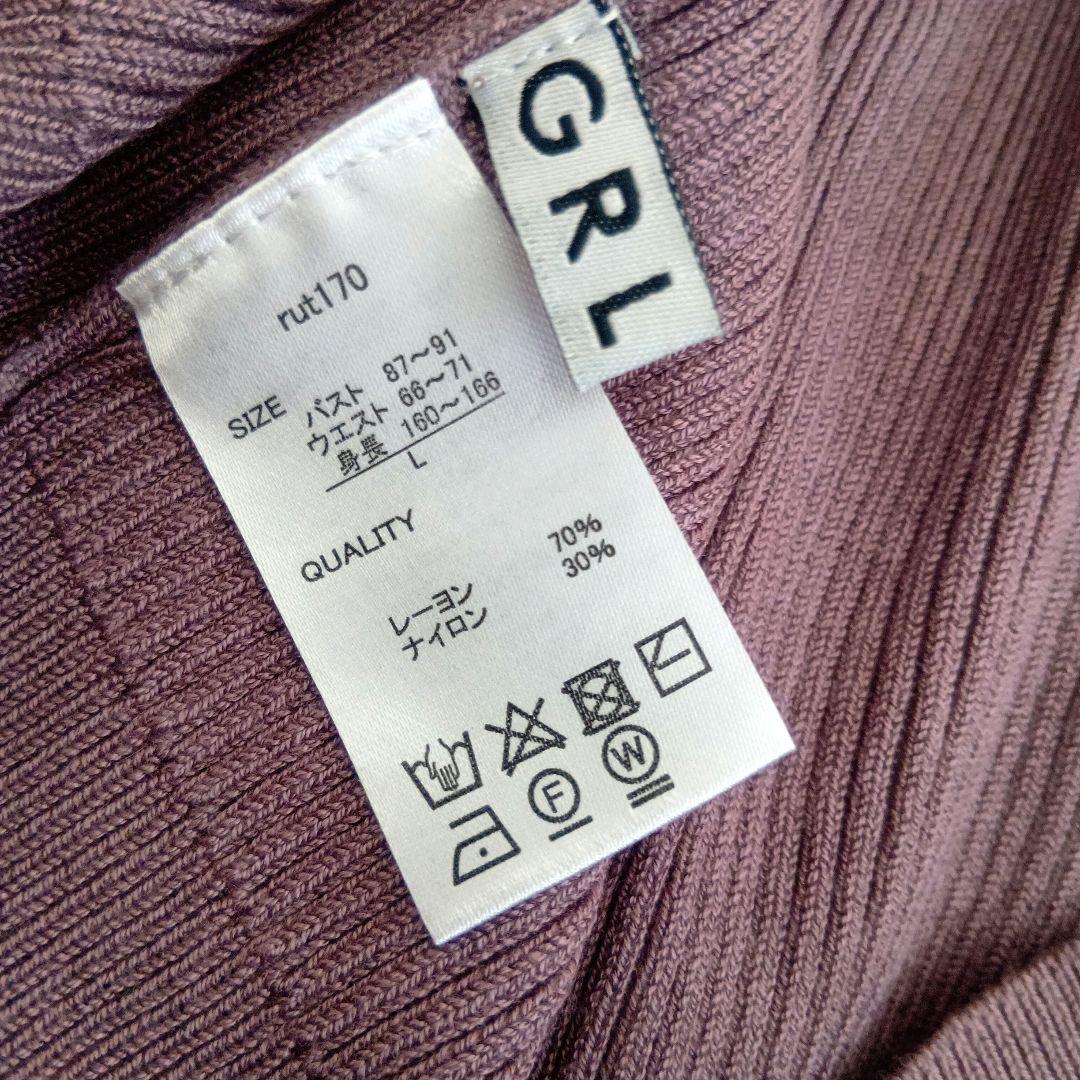 GRL
rut170
SIZE
バスト 87〜91
ウエスト 66〜71
身長 160〜166
L
QUALITY
レーヨン 70%
ナイロン 30%
F
W